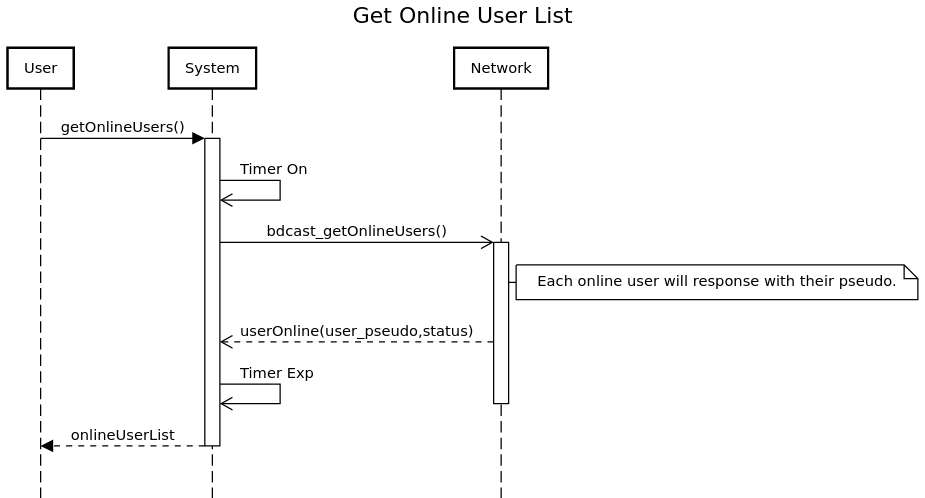 Get Online User List
User
System
Network
getOnlineUsers()
Timer On
bdcast_getOnlineUsers()
Each online user will response with their pseudo.
userOnline(user_pseudo,status)
Timer Exp
onlineUserList